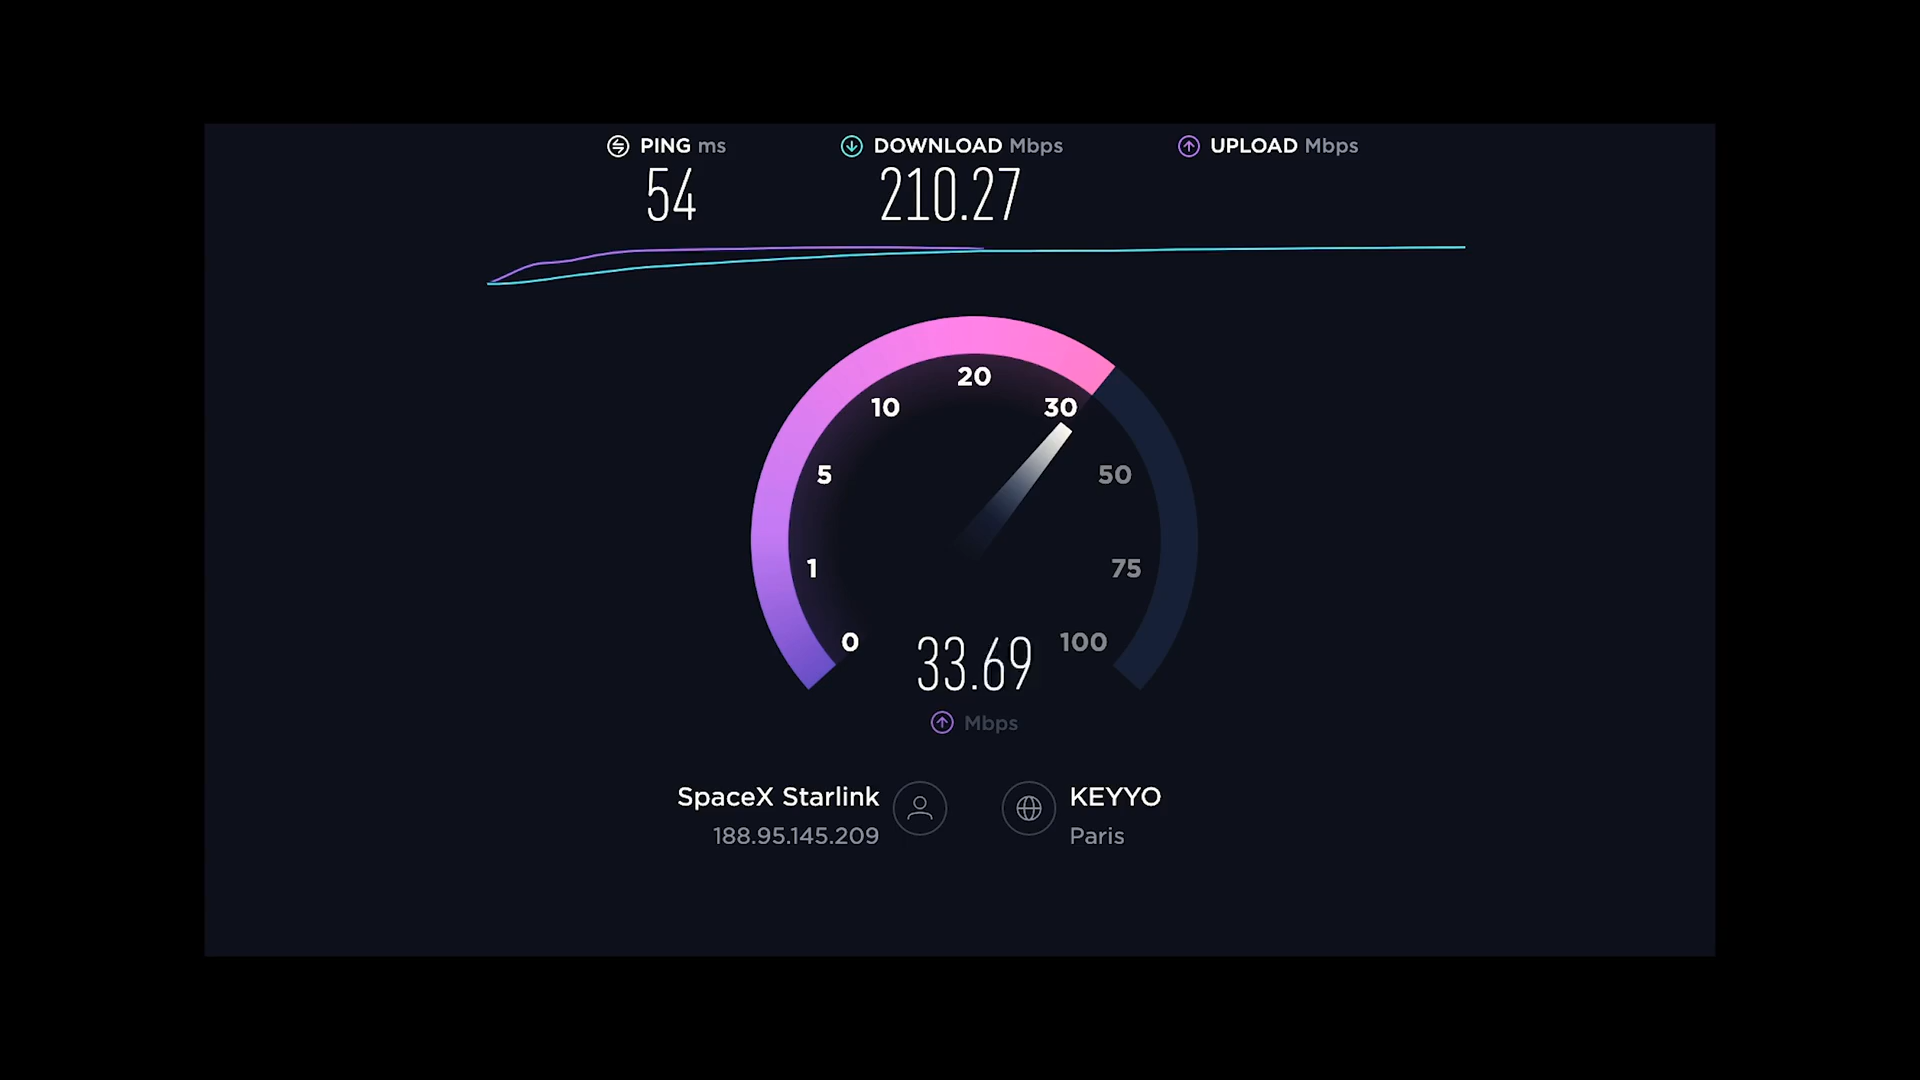 PING ms
54
DOWNLOAD Mbps
210.27
UPLOAD Mbps
0
1
5
10
20
30
50
75
100
33.69
Mbps
SpaceX Starlink
188.95.145.209
KEYYO
Paris